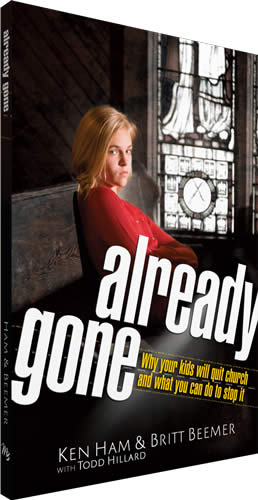 already gone
HAM & BEEMER
already
gone
Why your kids will quit church
and what you can do to stop it
KEN HAM & BRITT BEEMER
WITH TODD HILLARD